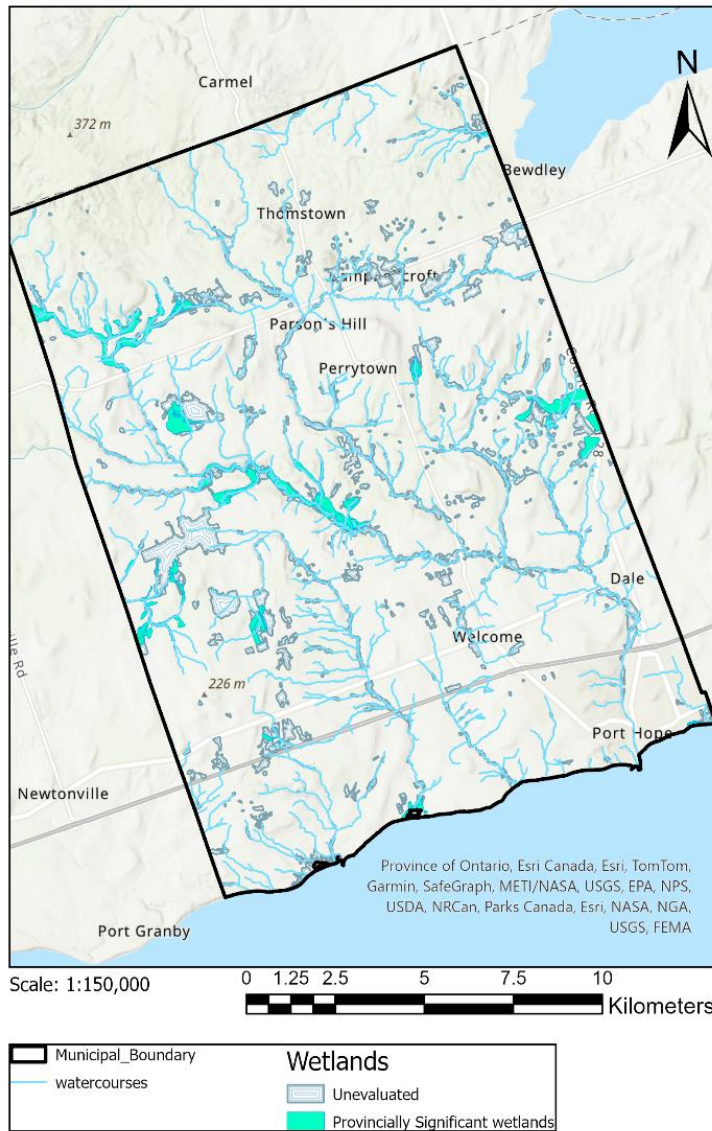 Carmel
N
372 m
Bewdley
Thomstown
Parson's Hill
Perrytown
Dale
Welcome
226 m
Port Hope
Newtonville
Province of Ontario, Esri Canada, Esri, TomTom,
Garmin, SafeGraph, METI/NASA, USGS, EPA, NPS,
USDA, NRCan, Parks Canada, Esri, NASA, NGA,
USGS, FEMA
Port Granby
Scale: 1:150,000
0 1.25 2.5 5 7.5 10
Kilometers
Municipal_Boundary
watercourses
Wetlands
Unevaluated
Provincially Significant wetlands